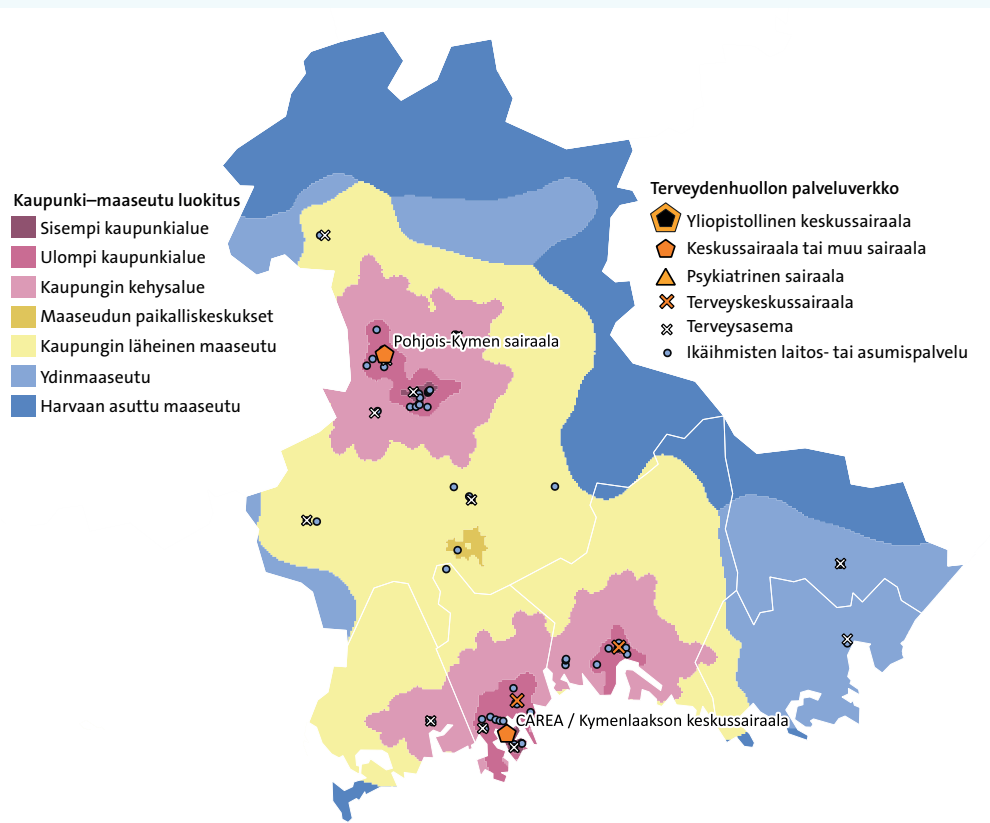 Kaupunki–maaseutu luokitus
Sisempi kaupunkialue
Ulompi kaupunkialue
Kaupungin kehysalue
Maaseudun paikalliskeskukset
Kaupungin läheinen maaseutu
Ydinmaaseutu
Harvaan asuttu maaseutu
Terveydenhuollon palveluverkko
Yliopistollinen keskussairaala
Keskussairaala tai muu sairaala
Psykiatrinen sairaala
Terveyskeskussairaala
Terveysasema
Ikäihmisten laitos- tai asumispalvelu
Pohjois-Kymen sairaala
CAREA / Kymenlaakson keskussairaala